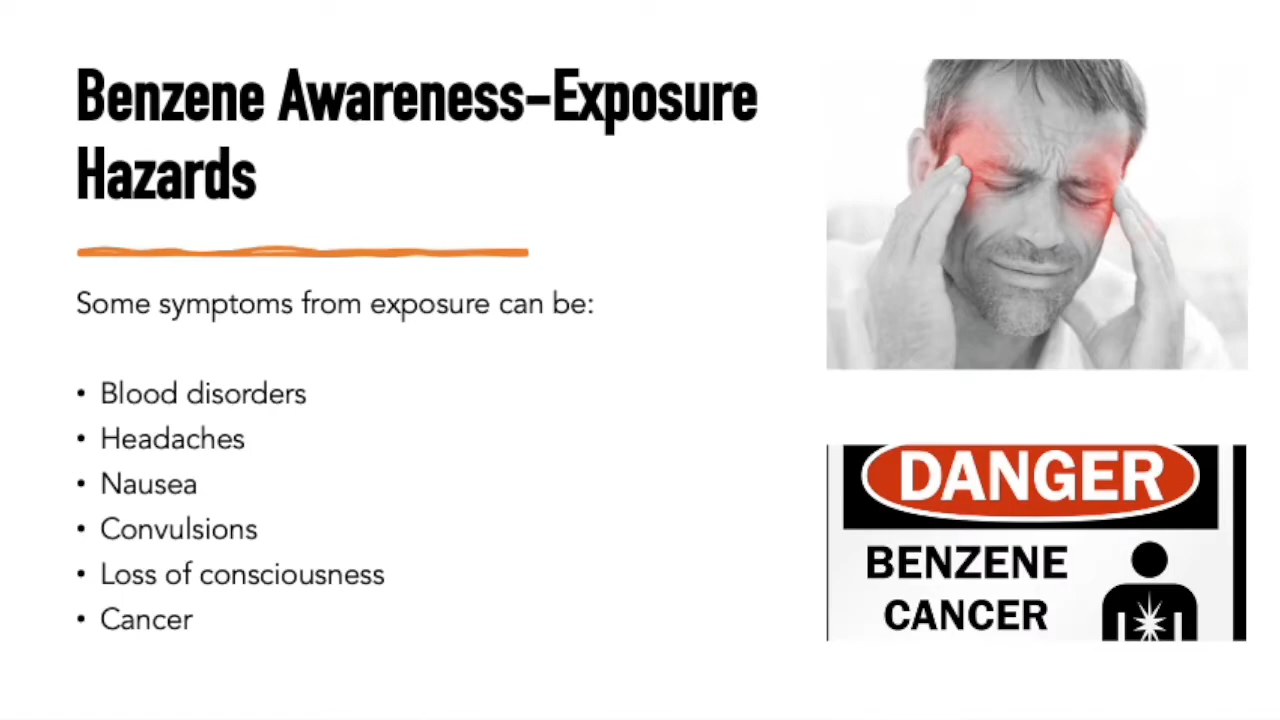 Benzene Awareness-Exposure
Hazards
Some symptoms from exposure can be:
• Blood disorders
• Headaches
• Nausea
• Convulsions
• Loss of consciousness
• Cancer
DANGER
BENZENE
CANCER